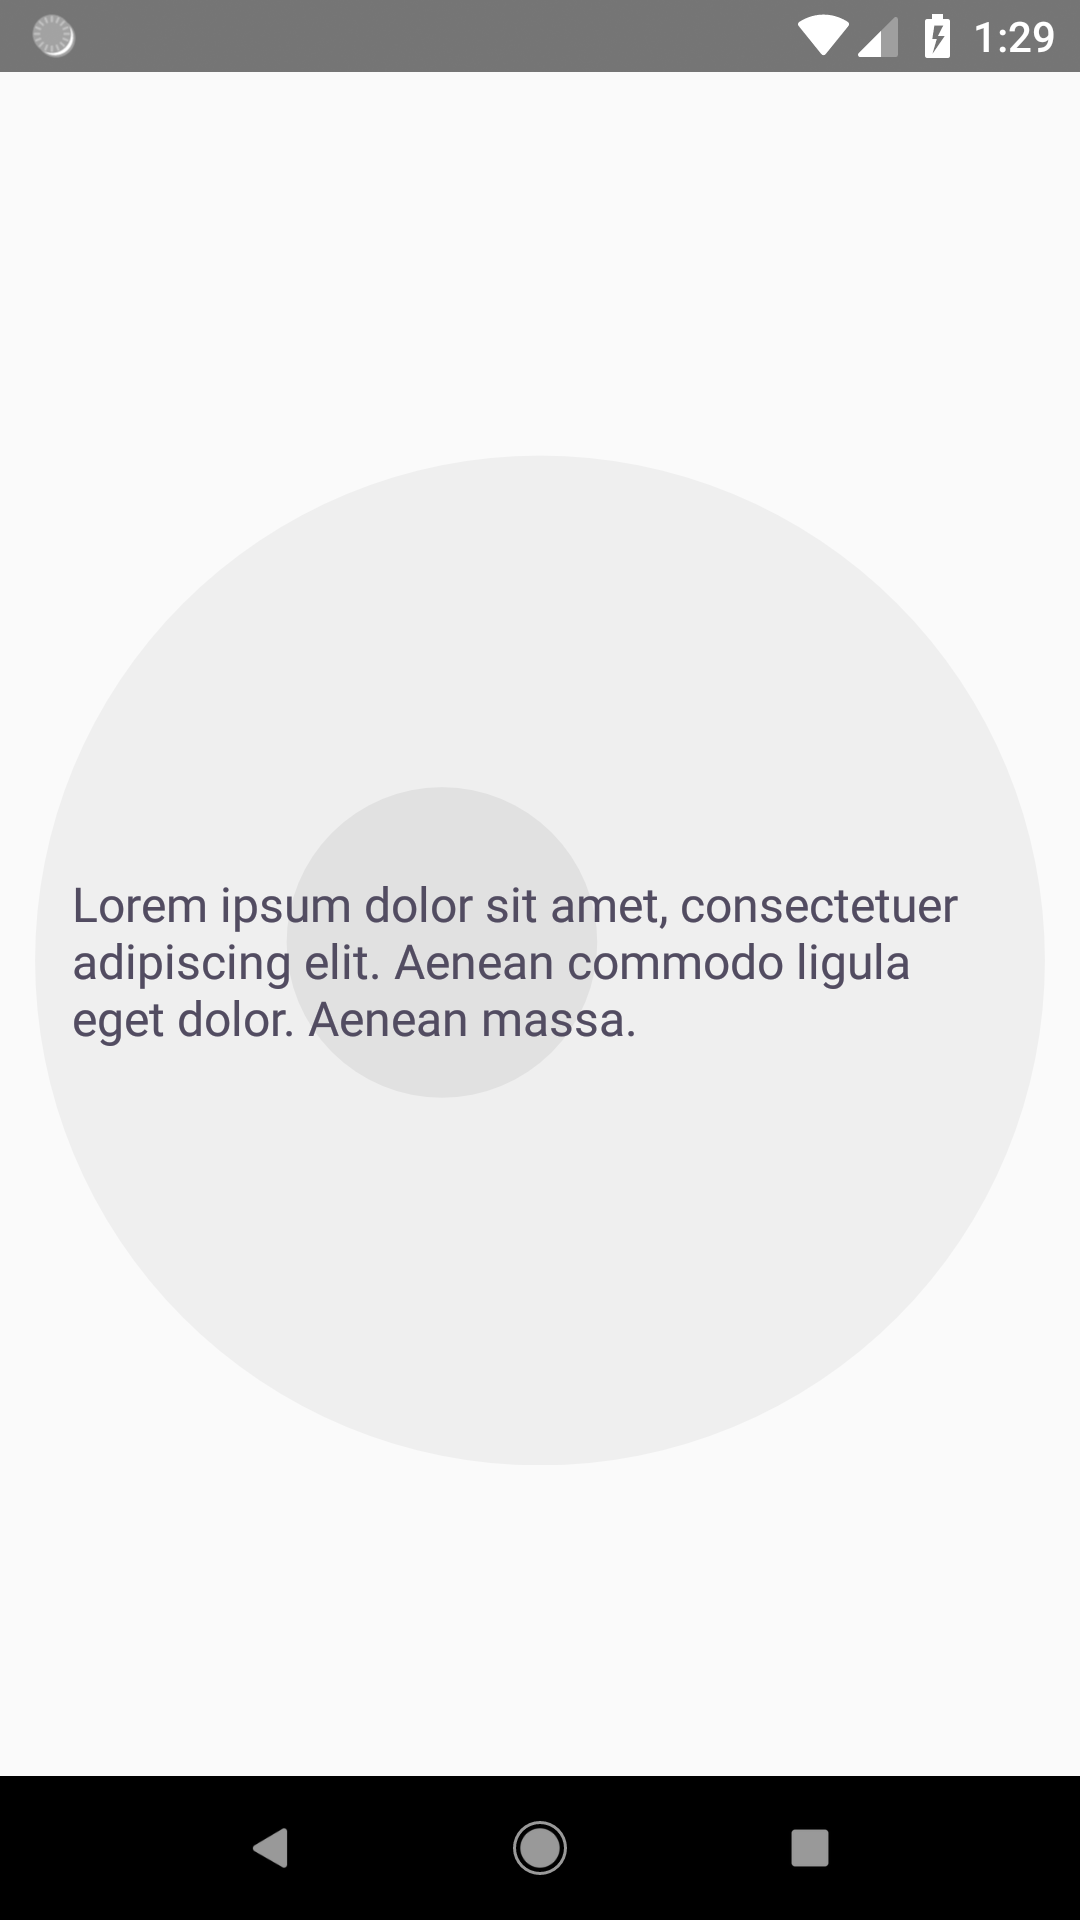 1:29
Lorem ipsum dolor sit amet, consectetuer
adipiscing elit. Aenean commodo ligula
eget dolor. Aenean massa.